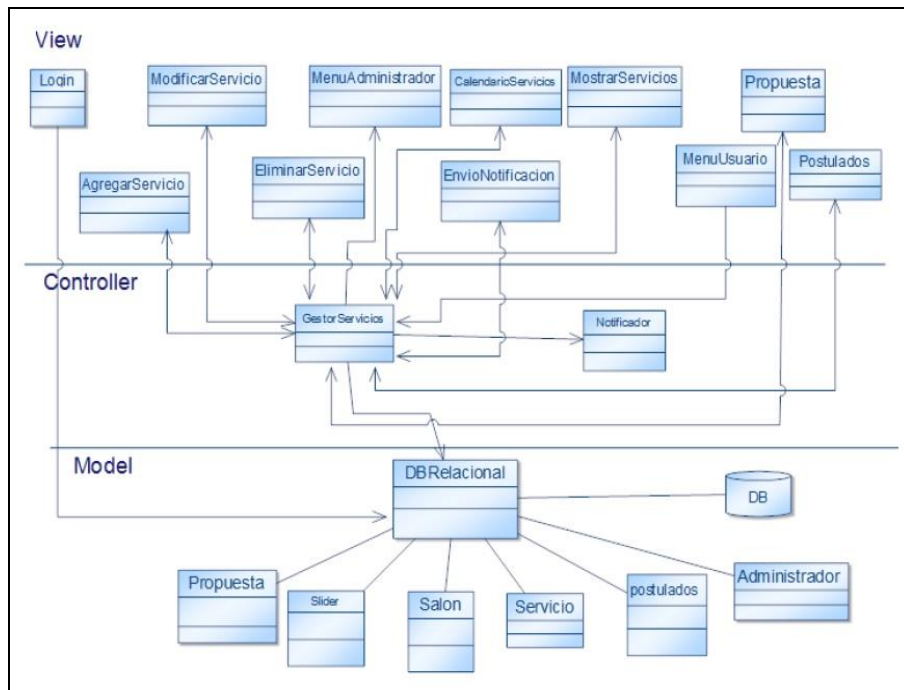 View
Login
ModificarServicio
MenuAdministrador
CalendarioServicios
MostrarServicios
Propuesta
AgregarServicio
EliminarServicio
EnvioNotificacion
MenuUsuario
Postulados
Controller
GestorServicios
Notificador
Model
DBRelacional
DB
Propuesta
Slider
Salon
Servicio
postulados
Administrador